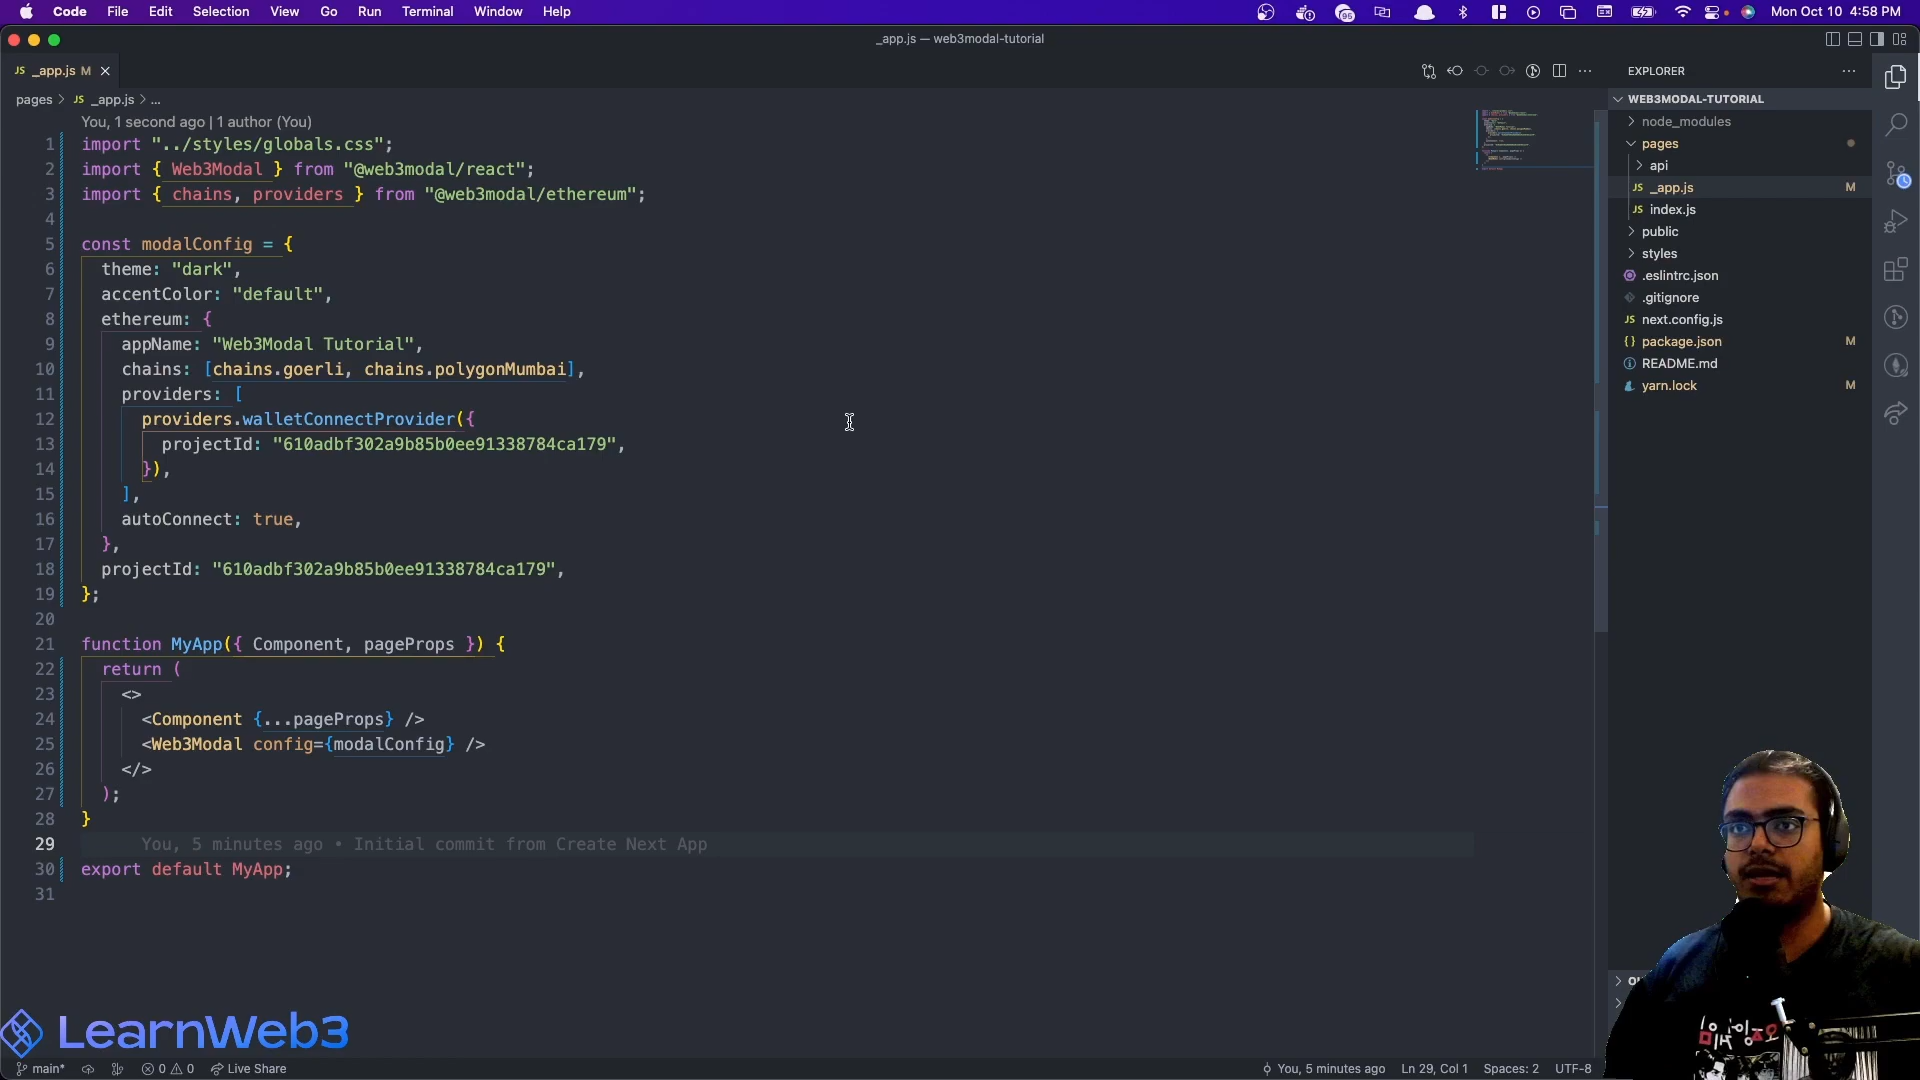 Code File Edit Selection View Go Run Terminal Window Help
95
Mon Oct 10 4:58 PM
_app.js — web3modal-tutorial
JS _app.js M
pages > JS _app.js > ...
You, 1 second ago | 1 author (You)
1 import "../styles/globals.css";
2 import { Web3Modal } from "@web3modal/react";
3 import { chains, providers } from "@web3modal/ethereum";
4
5 const modalConfig = {
6 theme: "dark",
7 accentColor: "default",
8 ethereum: {
9 appName: "Web3Modal Tutorial",
10 chains: [chains.goerli, chains.polygonMumbai],
11 providers: [
12 providers.walletConnectProvider({
13 projectId: "610adbf302a9b85b0ee91338784ca179",
14 }),
15 ],
16 autoConnect: true,
17 },
18 projectId: "610adbf302a9b85b0ee91338784ca179",
19 };
20
21 function MyApp({ Component, pageProps }) {
22 return (
23 <>
24 <Component {...pageProps} />
25 <Web3Modal config={modalConfig} />
26 </>
27 );
28 }
29 You, 5 minutes ago • Initial commit from Create Next App
30 export default MyApp;
31
EXPLORER
WEB3MODAL-TUTORIAL
node_modules
pages
api
JS _app.js M
JS index.js
public
styles
.eslintrc.json
.gitignore
JS next.config.js
{} package.json M
README.md
yarn.lock M
LearnWeb3
main* 0 0 Live Share
You, 5 minutes ago Ln 29, Col 1 Spaces: 2 UTF-8